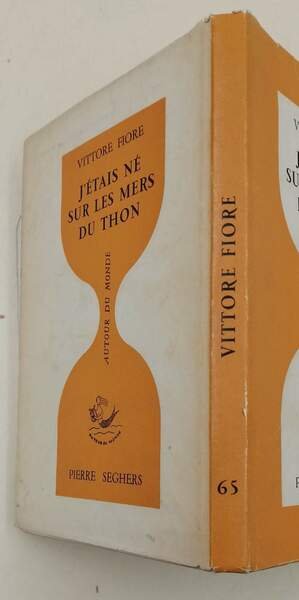 VITTORE FIORE
J'ÉTAIS NÉ
SUR LES MERS
DU THON
AUTOUR DU MONDE
PIERRE SEGHERS
VITTORE FIORE
65